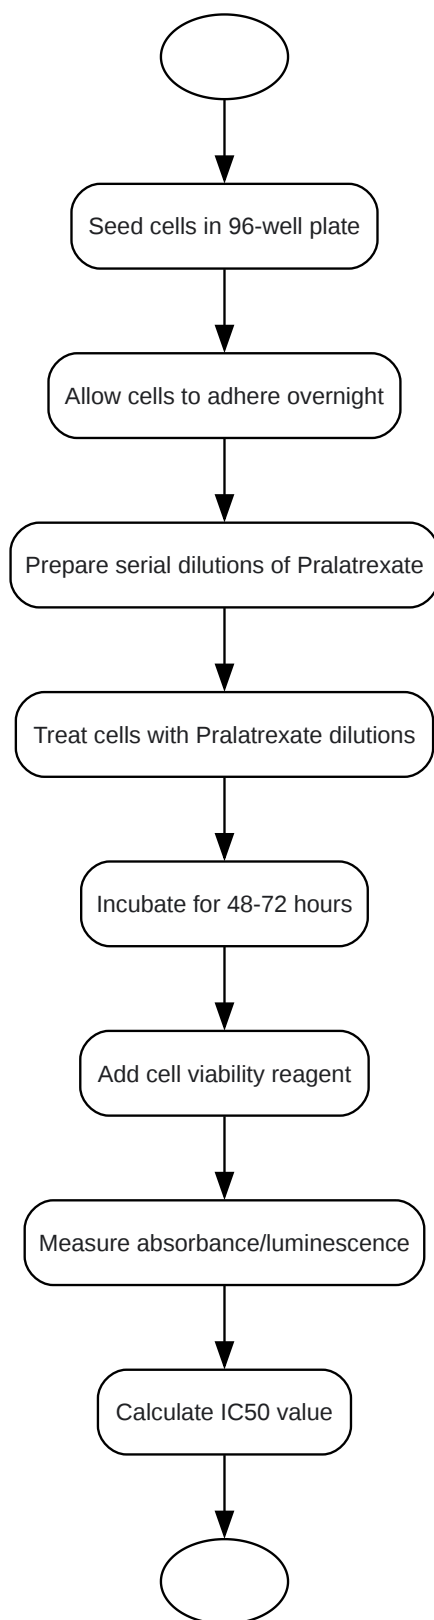 Seed cells in 96-well plate
Allow cells to adhere overnight
Prepare serial dilutions of Pralatrexate
Treat cells with Pralatrexate dilutions
Incubate for 48-72 hours
Add cell viability reagent
Measure absorbance/luminescence
Calculate IC50 value